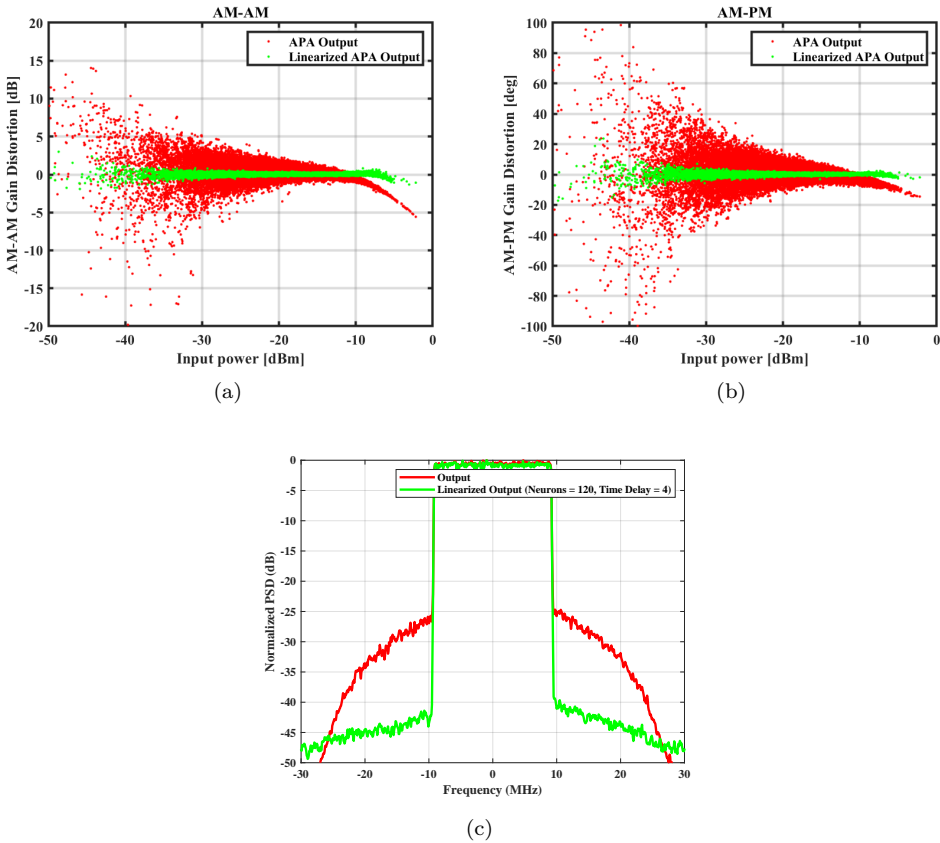 AM-AM
20
15
10
5
0
-5
-10
-15
-20
AM-AM Gain Distortion [dB]
APA Output
Linearized APA Output
-50 -40 -30 -20 -10 0
Input power [dBm]
(a)
AM-PM
100
80
60
40
20
0
-20
-40
-60
-80
-100
AM-PM Gain Distortion [deg]
APA Output
Linearized APA Output
-50 -40 -30 -20 -10 0
Input power [dBm]
(b)
0
-5
-10
-15
-20
-25
-30
-35
-40
-45
-50
Normalized PSD (dB)
Output
Linearized Output (Neurons = 120, Time Delay = 4)
-30 -20 -10 0 10 20 30
Frequency (MHz)
(c)